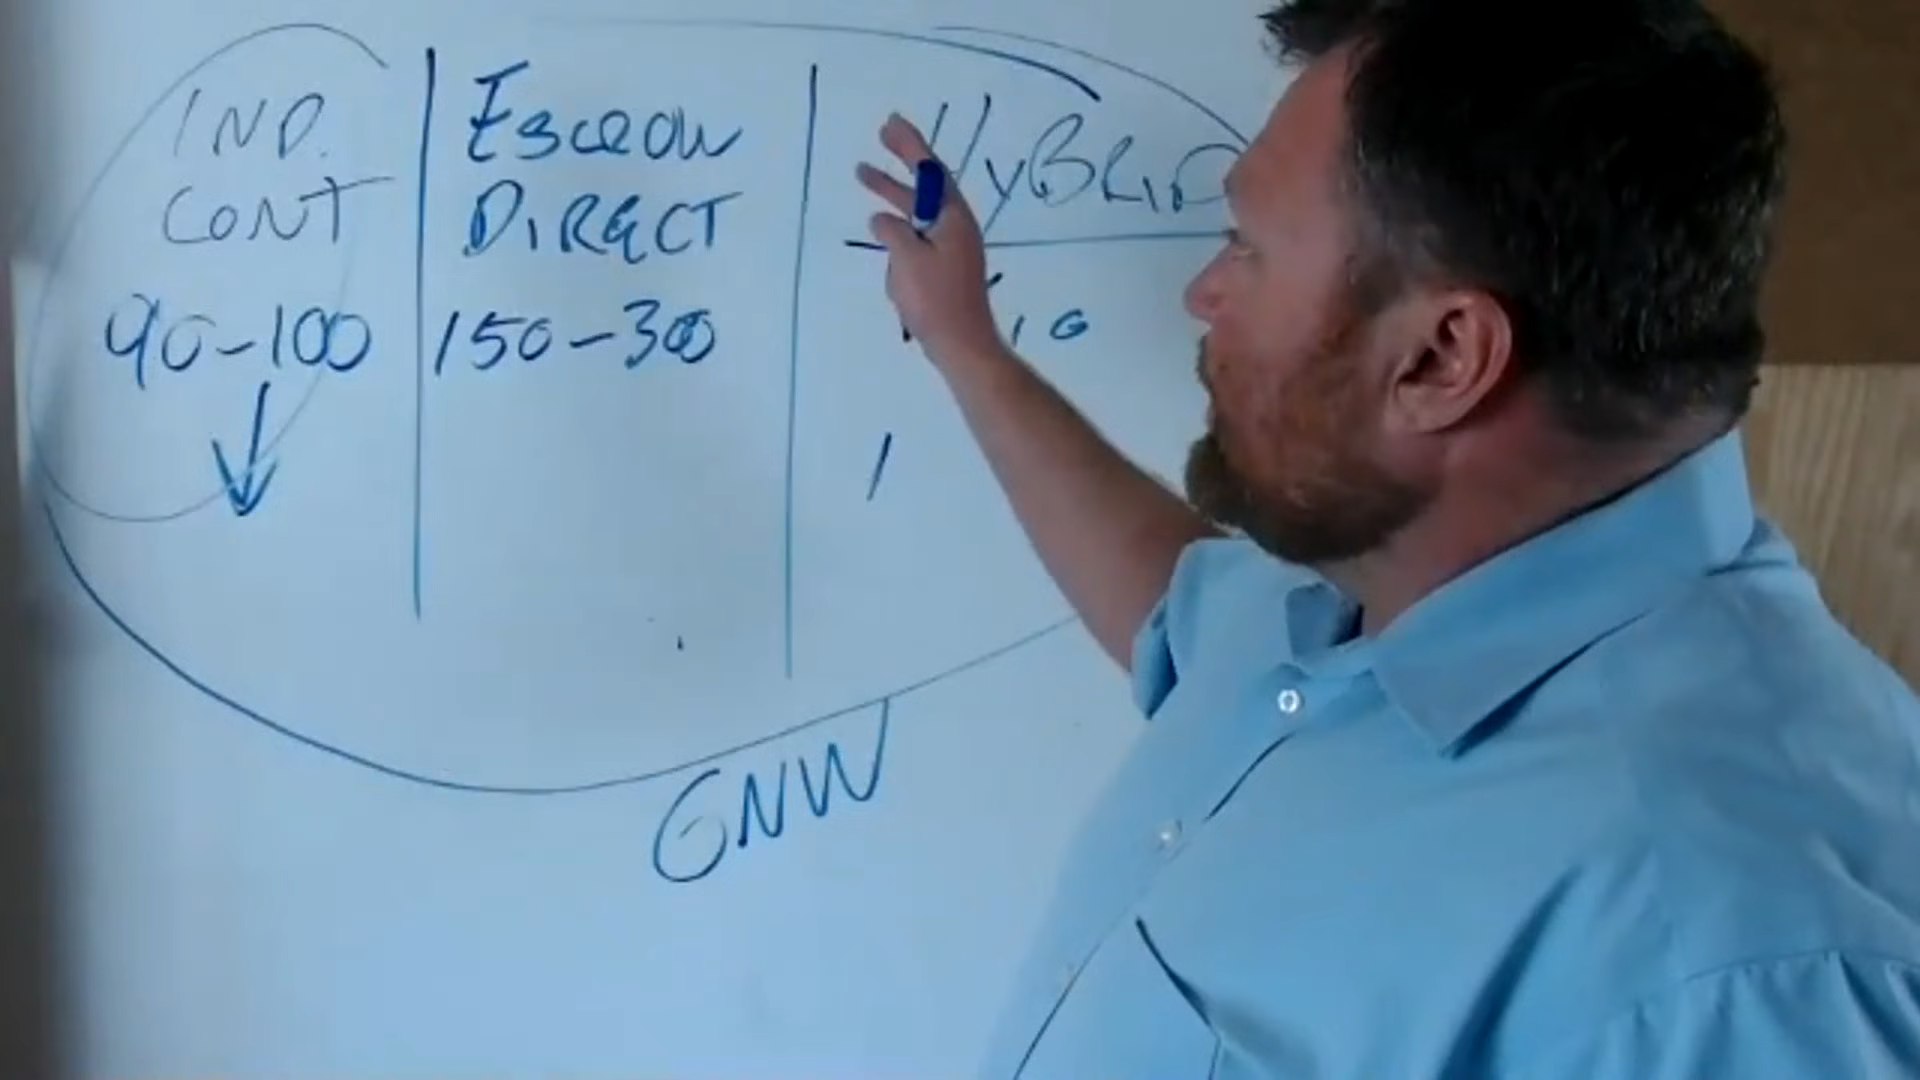 IND.
CONT
90-100
ESCROW
DIRECT
150-300
HYBRID
GNW